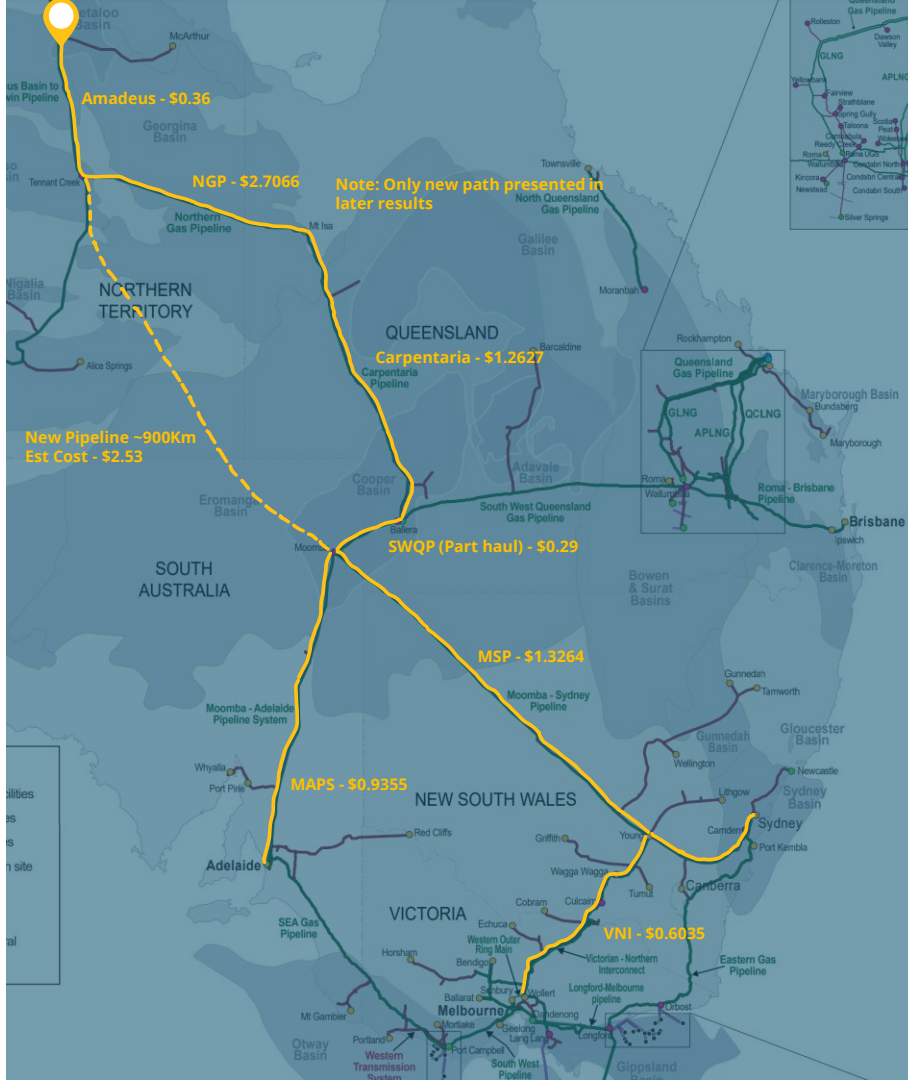 Basin
McArthur
Amadeus - $0.36
Georgina
Basin
Tennant Creek
NGP - $2.7066
Northern
Gas Pipeline
Mt Isa
Note: Only new path presented in
later results
Townsville
North Queensland
Gas Pipeline
Galilee
Basin
Moranbah
NORTHERN
TERRITORY
Alice Springs
QUEENSLAND
Carpentaria - $1.2627
Carpentaria
Pipeline
Barcaldine
New Pipeline ~900Km
Est Cost - $2.53
Cooper
Basin
Adavale
Basin
Ballera
South West Queensland
Gas Pipeline
SWQP (Part haul) - $0.29
SOUTH
AUSTRALIA
Queensland
Gas Pipeline
Rolleston
Dawson
Valley
GLNG
Fairview
Strathblane
Spring Gully
Taloona
Reedy Creek
Roma
Kincora
Newstead
Condabri South
Silver Springs
Rockhampton
Queensland
Gas Pipeline
GLNG
QCLNG
APLNG
Maryborough Basin
Bundaberg
Maryborough
Roma
Wallumbilla
Roma - Brisbane
Pipeline
Brisbane
Ipswich
Clarence-Moreton
Basin
Bowen
& Surat
Basins
MSP - $1.3264
Moomba - Sydney
Pipeline
Moomba - Adelaide
Pipeline System
MAPS - $0.9355
Whyalla
Port Pirie
Adelaide
Red Cliffs
NEW SOUTH WALES
Gunnedah
Tamworth
Gunnedah
Basin
Wellington
Gloucester
Basin
Newcastle
Sydney
Basin
Lithgow
Sydney
Camden
Port Kembla
Griffith
Young
Wagga Wagga
Tumut
Canberra
Culcairn
Cobram
Echuca
VICTORIA
VNI - $0.6035
Victorian - Northern
Interconnect
Western Outer
Ring Main
Horsham
Bendigo
SEA Gas
Pipeline
Eastern Gas
Pipeline
Longford-Melbourne
pipeline
Orbost
Sunbury
Wollert
Ballarat
Melbourne
Dandenong
Mt Gambier
Mortlake
Geelong
Lang Lang
Longford
Portland
Port Campbell
Otway
Basin
Western
Transmission
System
South West
Pipeline
Gippsland